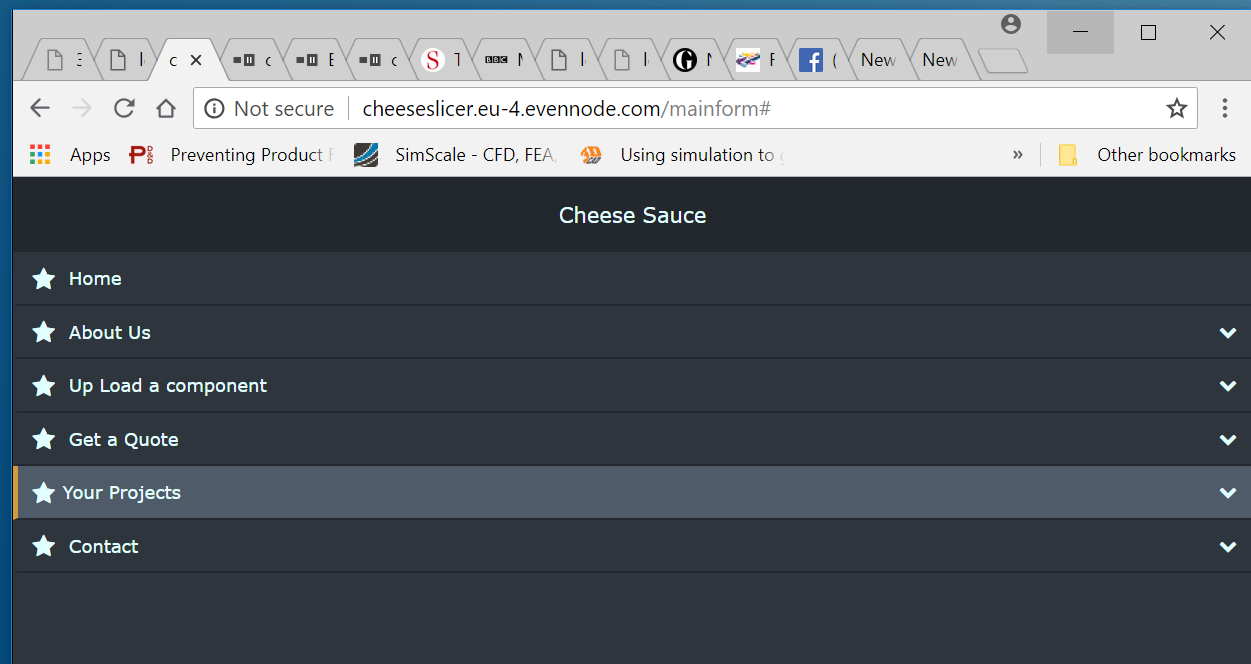 c
S
BBC
New
New
Not secure cheeseslicer.eu-4.evennode.com/mainform#
Apps Preventing Product SimScale - CFD, FEA, Using simulation to » Other bookmarks
Cheese Sauce
Home
About Us
Up Load a component
Get a Quote
Your Projects
Contact